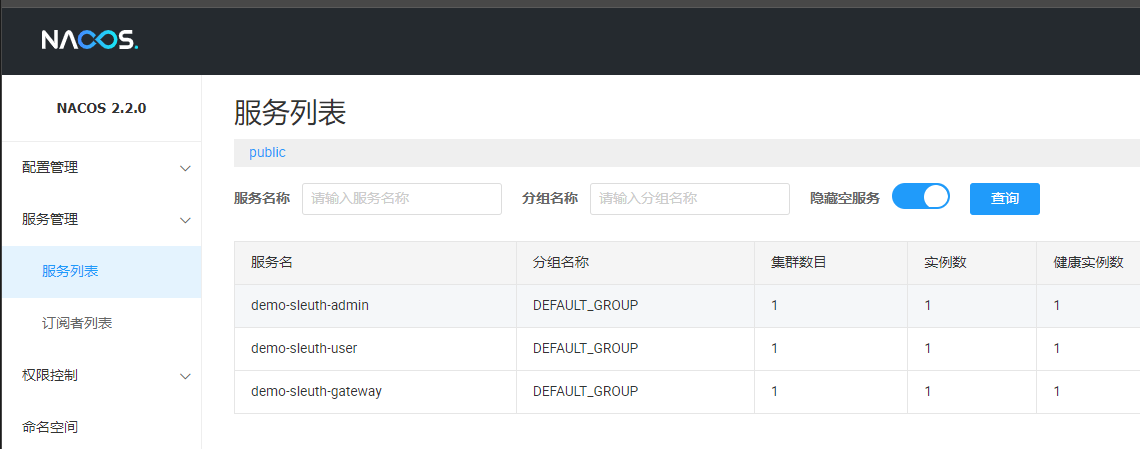 NACOS.
NACOS 2.2.0
配置管理
服务管理
服务列表
订阅者列表
权限控制
命名空间
服务列表
public
服务名称 请输入服务名称 分组名称 请输入分组名称 隐藏空服务 查询
服务名 分组名称 集群数目 实例数 健康实例数
demo-sleuth-admin DEFAULT_GROUP 1 1 1
demo-sleuth-user DEFAULT_GROUP 1 1 1
demo-sleuth-gateway DEFAULT_GROUP 1 1 1